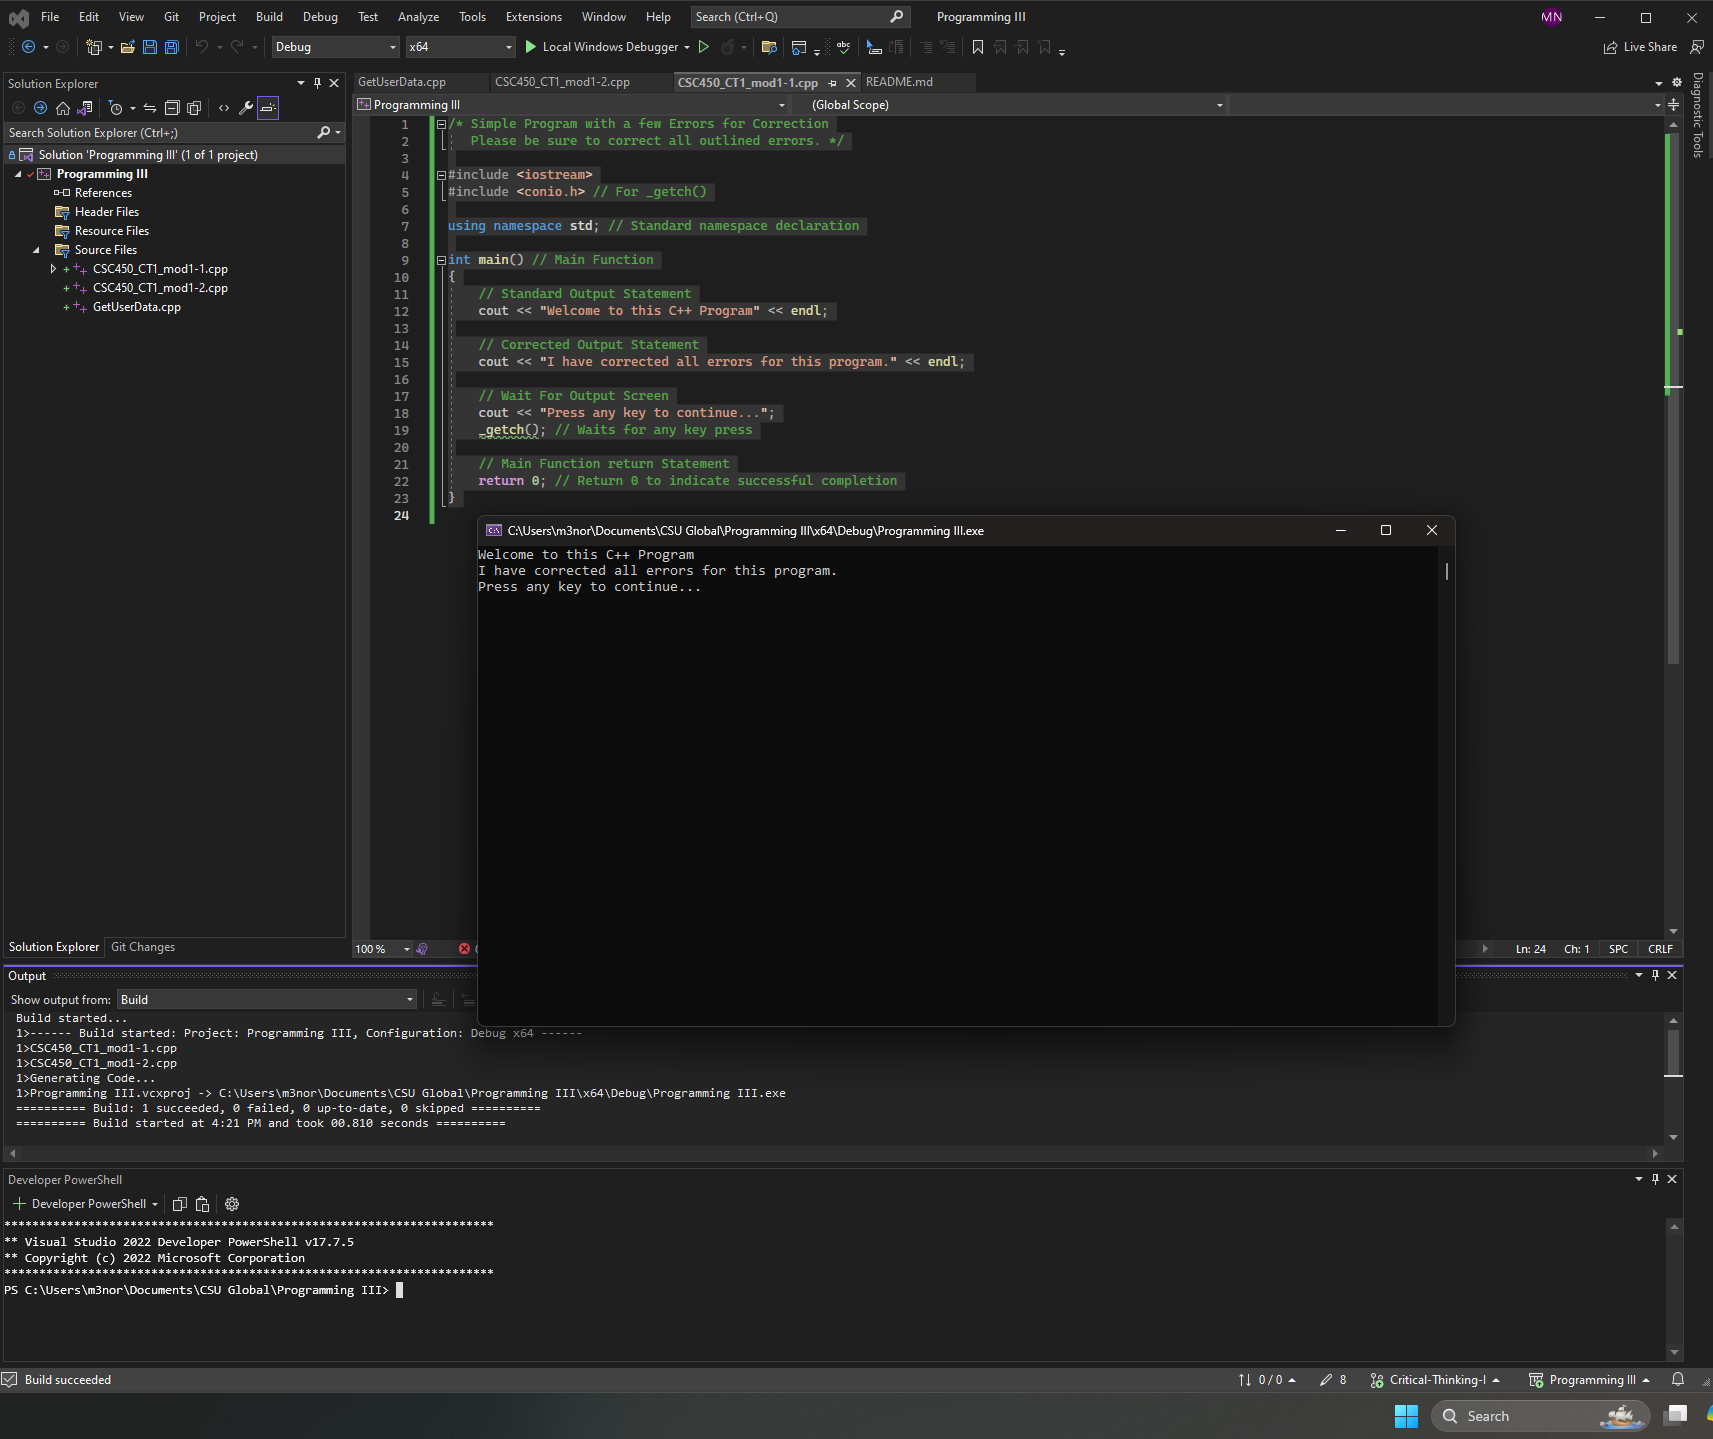 File Edit View Git Project Build Debug Test Analyze Tools Extensions Window Help Search (Ctrl+Q) Programming III MN
Debug x64 Local Windows Debugger abc Live Share
Solution Explorer
Search Solution Explorer (Ctrl+;)
Solution 'Programming III' (1 of 1 project)
Programming III
References
Header Files
Resource Files
Source Files
CSC450_CT1_mod1-1.cpp
CSC450_CT1_mod1-2.cpp
GetUserData.cpp
Solution Explorer Git Changes
GetUserData.cpp CSC450_CT1_mod1-2.cpp CSC450_CT1_mod1-1.cpp README.md
Programming III (Global Scope)
1 /* Simple Program with a few Errors for Correction
2 Please be sure to correct all outlined errors. */
3
4 #include <iostream>
5 #include <conio.h> // For _getch()
6
7 using namespace std; // Standard namespace declaration
8
9 int main() // Main Function
10 {
11 // Standard Output Statement
12 cout << "Welcome to this C++ Program" << endl;
13
14 // Corrected Output Statement
15 cout << "I have corrected all errors for this program." << endl;
16
17 // Wait For Output Screen
18 cout << "Press any key to continue...";
19 _getch(); // Waits for any key press
20
21 // Main Function return Statement
22 return 0; // Return 0 to indicate successful completion
23 }
24
Diagnostic Tools
C:\Users\m3nor\Documents\CSU Global\Programming III\x64\Debug\Programming III.exe
Welcome to this C++ Program
I have corrected all errors for this program.
Press any key to continue...
100 % Ln: 24 Ch: 1 SPC CRLF
Output
Show output from: Build
Build started...
1>------ Build started: Project: Programming III, Configuration: Debug x64 ------
1>CSC450_CT1_mod1-1.cpp
1>CSC450_CT1_mod1-2.cpp
1>Generating Code...
1>Programming III.vcxproj -> C:\Users\m3nor\Documents\CSU Global\Programming III\x64\Debug\Programming III.exe
========== Build: 1 succeeded, 0 failed, 0 up-to-date, 0 skipped ==========
========== Build started at 4:21 PM and took 00.810 seconds ==========
Developer PowerShell
Developer PowerShell
**********************************************************************
** Visual Studio 2022 Developer PowerShell v17.7.5
** Copyright (c) 2022 Microsoft Corporation
**********************************************************************
PS C:\Users\m3nor\Documents\CSU Global\Programming III>
Build succeeded 0 / 0 8 Critical-Thinking-I Programming III
Search